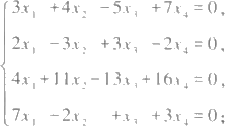 3x₁ +4x₂ −5x₃ +7x₄ =0,
2x₁ −3x₂ +3x₃ −2x₄ =0,
4x₁+11x₂−13x₃+16x₄ =0,
7x₁ −2x₂ +x₃ +3x₄ =0;